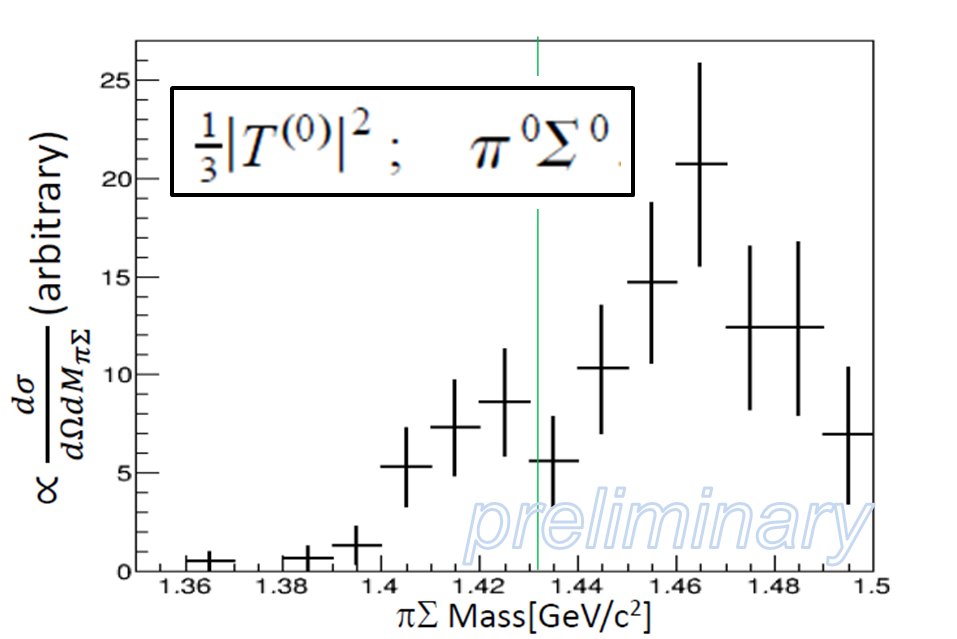 25
20
15
10
5
0
∝ dσ/dΩdM_πΣ (arbitrary)
1/3|T^(0)|^2 ; π^0Σ^0.
preliminary
1.36 1.38 1.4 1.42 1.44 1.46 1.48 1.5
πΣ Mass[GeV/c²]